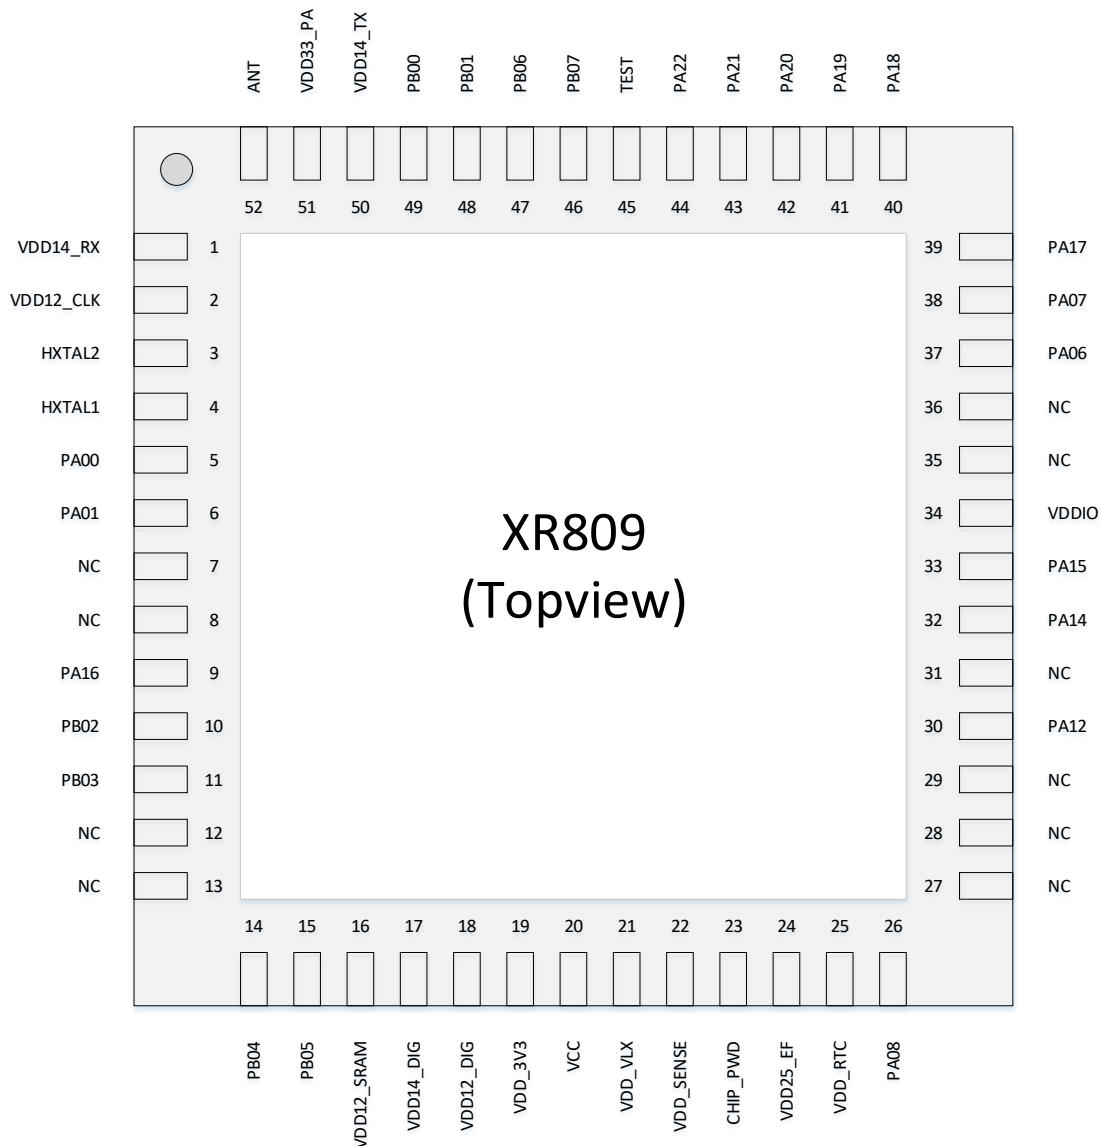 ANT VDD33_PA VDD14_TX PB00 PB01 PB06 PB07 TEST PA22 PA21 PA20 PA19 PA18
52 51 50 49 48 47 46 45 44 43 42 41 40
VDD14_RX 1 39 PA17
VDD12_CLK 2 38 PA07
HXTAL2 3 37 PA06
HXTAL1 4 36 NC
PA00 5 35 NC
PA01 6 34 VDDIO
XR809
NC 7 33 PA15
(Topview)
NC 8 32 PA14
PA16 9 31 NC
PB02 10 30 PA12
PB03 11 29 NC
NC 12 28 NC
NC 13 27 NC
14 15 16 17 18 19 20 21 22 23 24 25 26
PB04 PB05 VDD12_SRAM VDD14_DIG VDD12_DIG VDD_3V3 VCC VDD_VLX VDD_SENSE CHIP_PWD VDD25_EF VDD_RTC PA08